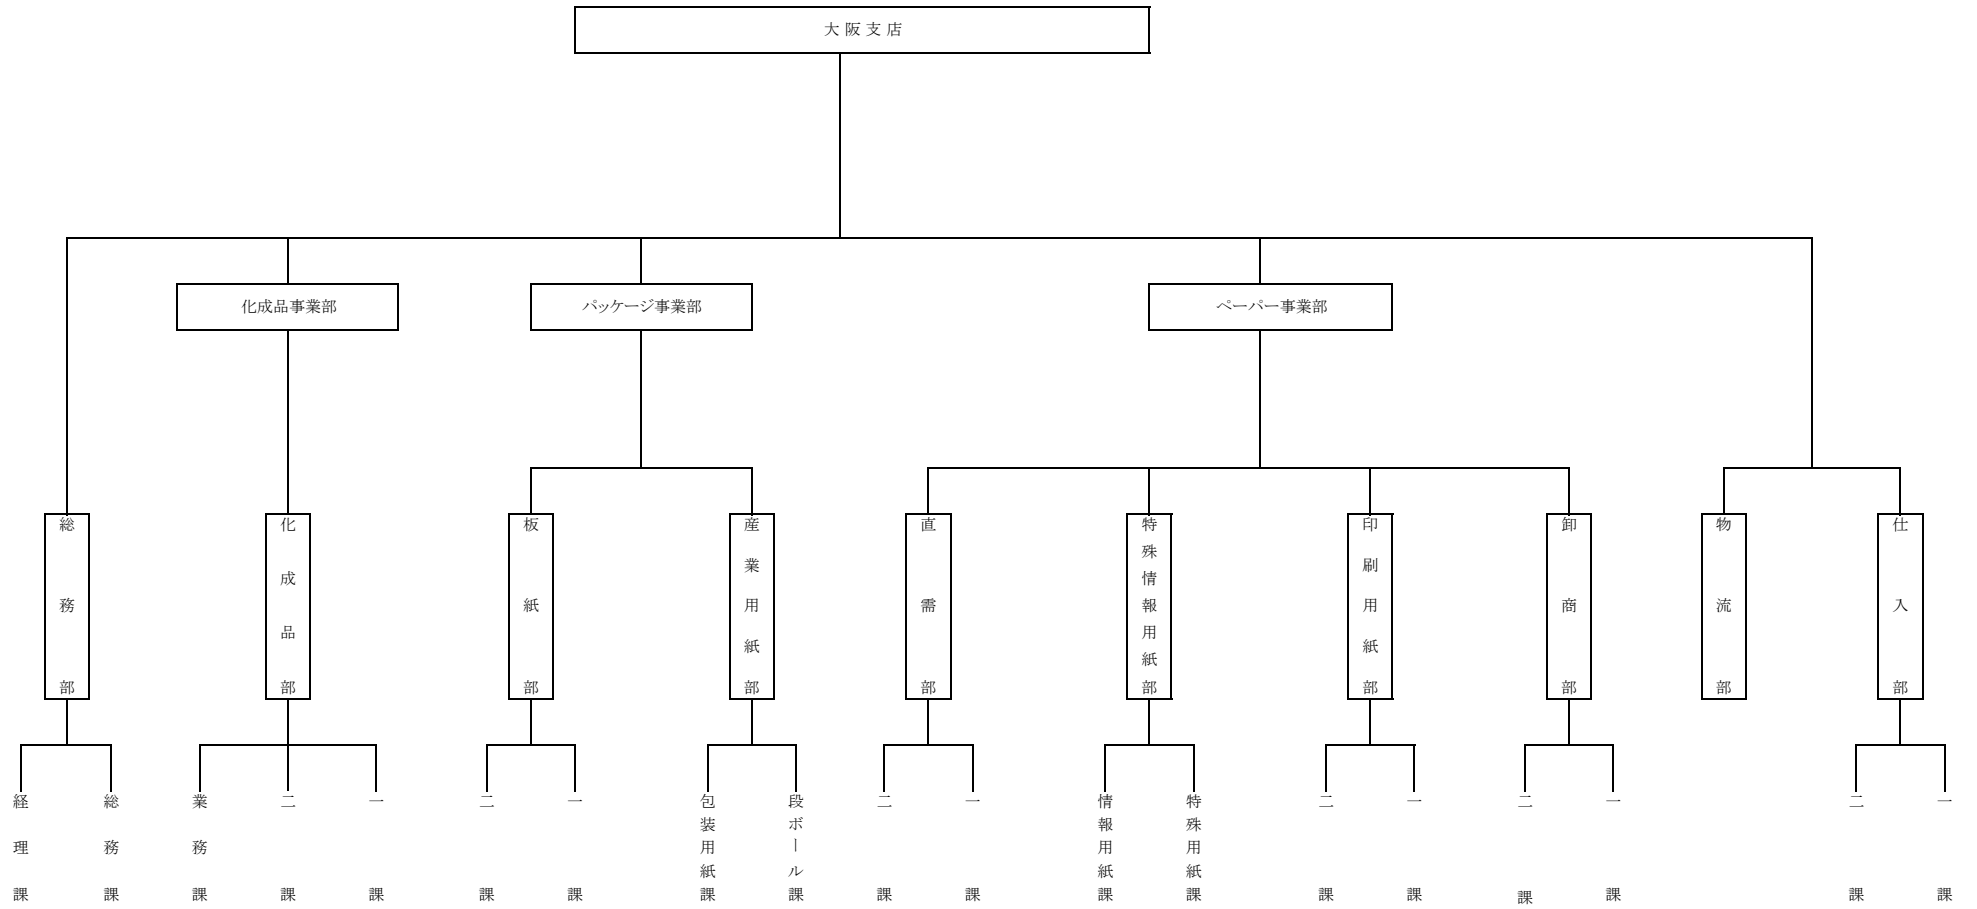 大阪支店
化成品事業部
パッケージ事業部
ペーパー事業部
総務部
化成品部
板紙部
産業用紙部
直需部
特殊情報用紙部
印刷用紙部
卸商部
物流部
仕入部
経理課
総務課
業務課
二課
一課
二課
一課
包装用紙課
段ボール課
二課
一課
情報用紙課
特殊用紙課
二課
一課
二課
一課
二課
一課